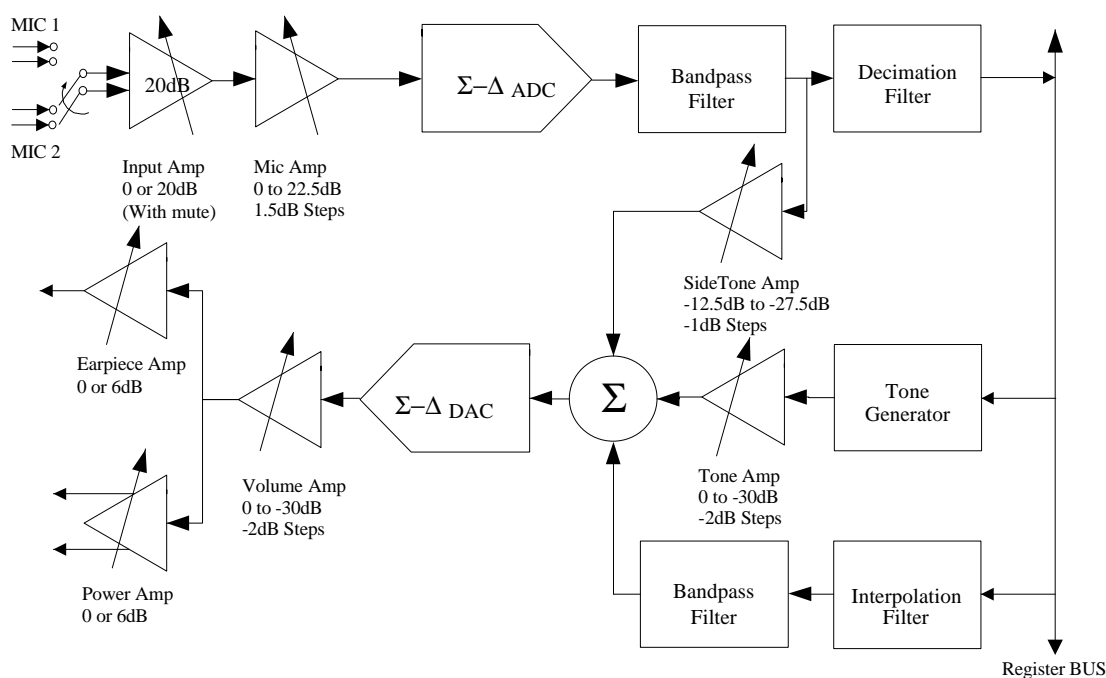 MIC 1
20dB
Σ−Δ ADC
Bandpass
Filter
Decimation
Filter
MIC 2
Input Amp
0 or 20dB
(With mute)
Mic Amp
0 to 22.5dB
1.5dB Steps
SideTone Amp
-12.5dB to -27.5dB
-1dB Steps
Earpiece Amp
0 or 6dB
Σ−Δ DAC
Σ
Tone
Generator
Volume Amp
0 to -30dB
-2dB Steps
Tone Amp
0 to -30dB
-2dB Steps
Power Amp
0 or 6dB
Bandpass
Filter
Interpolation
Filter
Register BUS